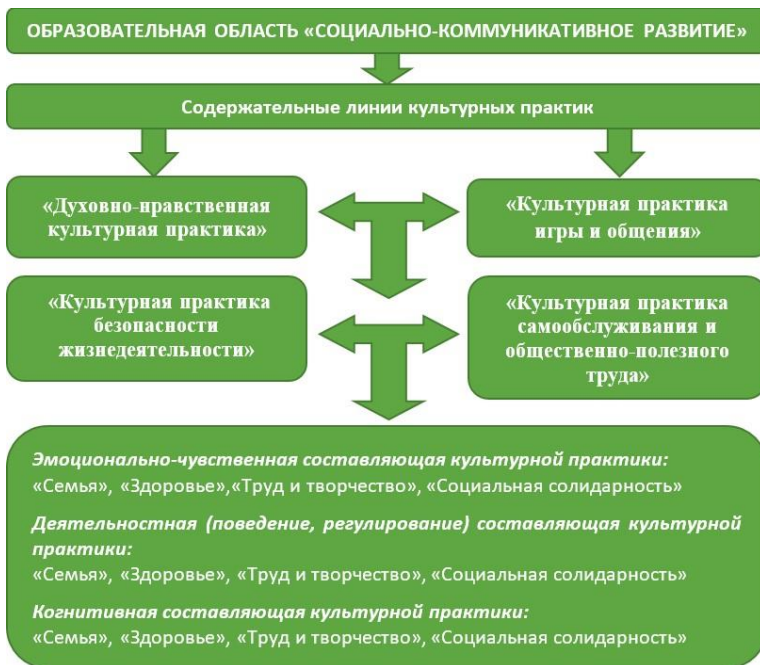 ОБРАЗОВАТЕЛЬНАЯ ОБЛАСТЬ «СОЦИАЛЬНО-КОММУНИКАТИВНОЕ РАЗВИТИЕ»
Содержательные линии культурных практик
«Духовно-нравственная
культурная практика»
«Культурная практика
игры и общения»
«Культурная практика
безопасности
жизнедеятельности»
«Культурная практика
самообслуживания и
общественно-полезного
труда»
Эмоционально-чувственная составляющая культурной практики:
«Семья», «Здоровье»,«Труд и творчество», «Социальная солидарность»
Деятельностная (поведение, регулирование) составляющая культурной
практики:
«Семья», «Здоровье», «Труд и творчество», «Социальная солидарность»
Когнитивная составляющая культурной практики:
«Семья», «Здоровье», «Труд и творчество», «Социальная солидарность»